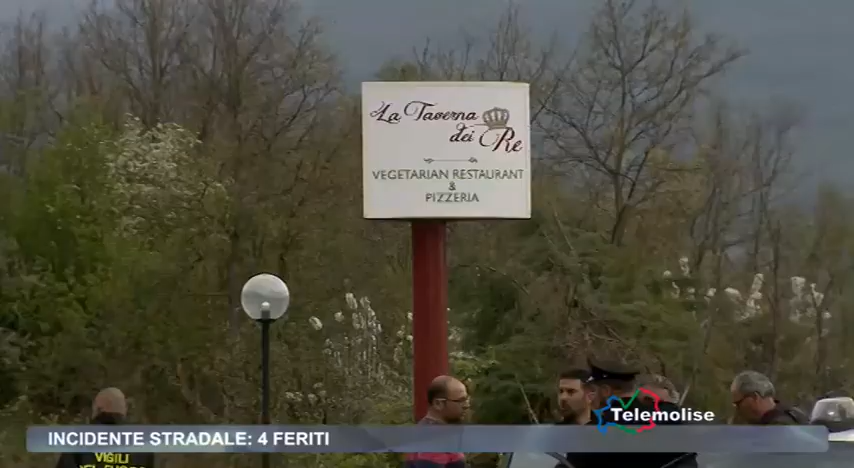 La Taverna
dei Re
VEGETARIAN RESTAURANT
&
PIZZERIA
Telemolise
INCIDENTE STRADALE: 4 FERITI
VIGILI